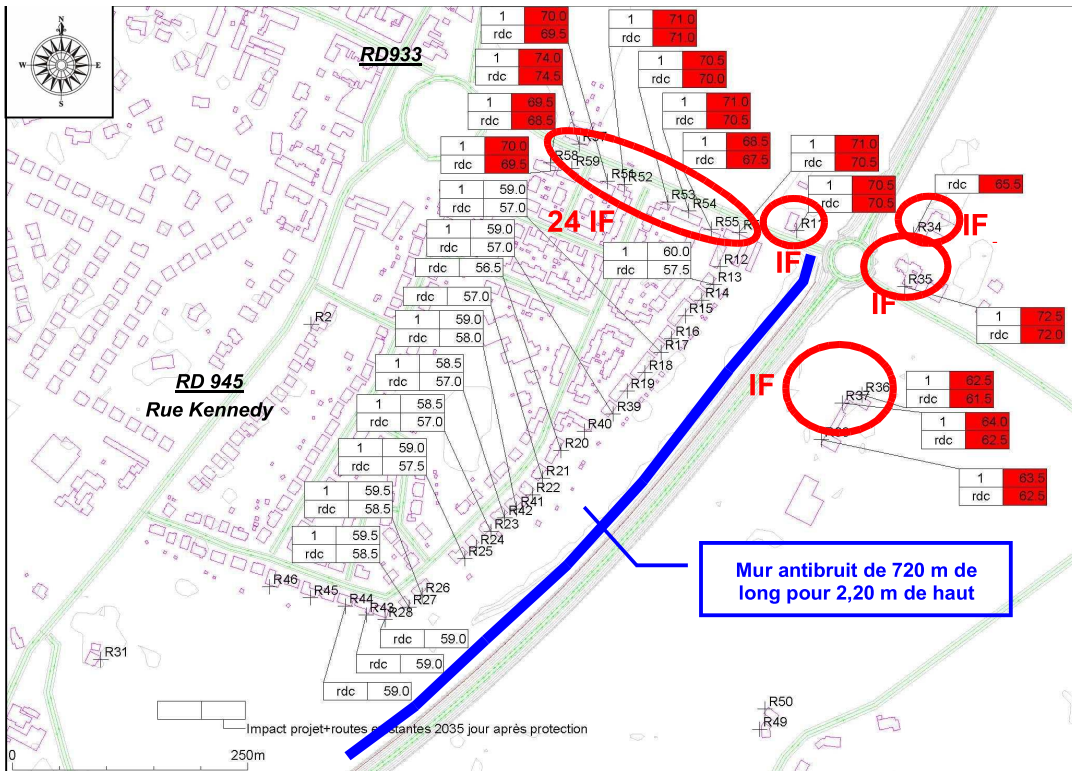 N
W E
S
RD933
1 70.0
rdc 69.5
1 71.0
rdc 71.0
1 74.0
rdc 74.5
1 70.5
rdc 70.0
1 69.5
rdc 68.5
1 71.0
rdc 70.5
1 70.0
rdc 69.5
1 68.5
rdc 67.5
1 71.0
rdc 70.5
1 70.5
rdc 70.5
rdc 65.5
1 59.0
rdc 57.0
1 59.0
rdc 57.0
rdc 56.5
1 60.0
rdc 57.5
rdc 57.0
1 59.0
rdc 58.0
1 58.5
rdc 57.0
1 58.5
rdc 57.0
1 59.0
rdc 57.5
1 59.5
rdc 58.5
1 59.5
rdc 58.5
rdc 59.0
rdc 59.0
rdc 59.0
1 72.5
rdc 72.0
1 62.5
rdc 61.5
1 64.0
rdc 62.5
1 63.5
rdc 62.5
R58
R59
R52
R53
R54
R55
R11
R34
R35
R12
R13
R14
R15
R16
R17
R18
R19
R39
R40
R20
R21
R22
R41
R42
R23
R24
R25
R26
R27
R28
R43
R44
R45
R46
R31
R2
R36
R37
R50
R49
24 IF
IF
IF
IF
IF
RD 945
Rue Kennedy
Mur antibruit de 720 m de
long pour 2,20 m de haut
Impact projet+routes existantes 2035 jour après protection
0 250m